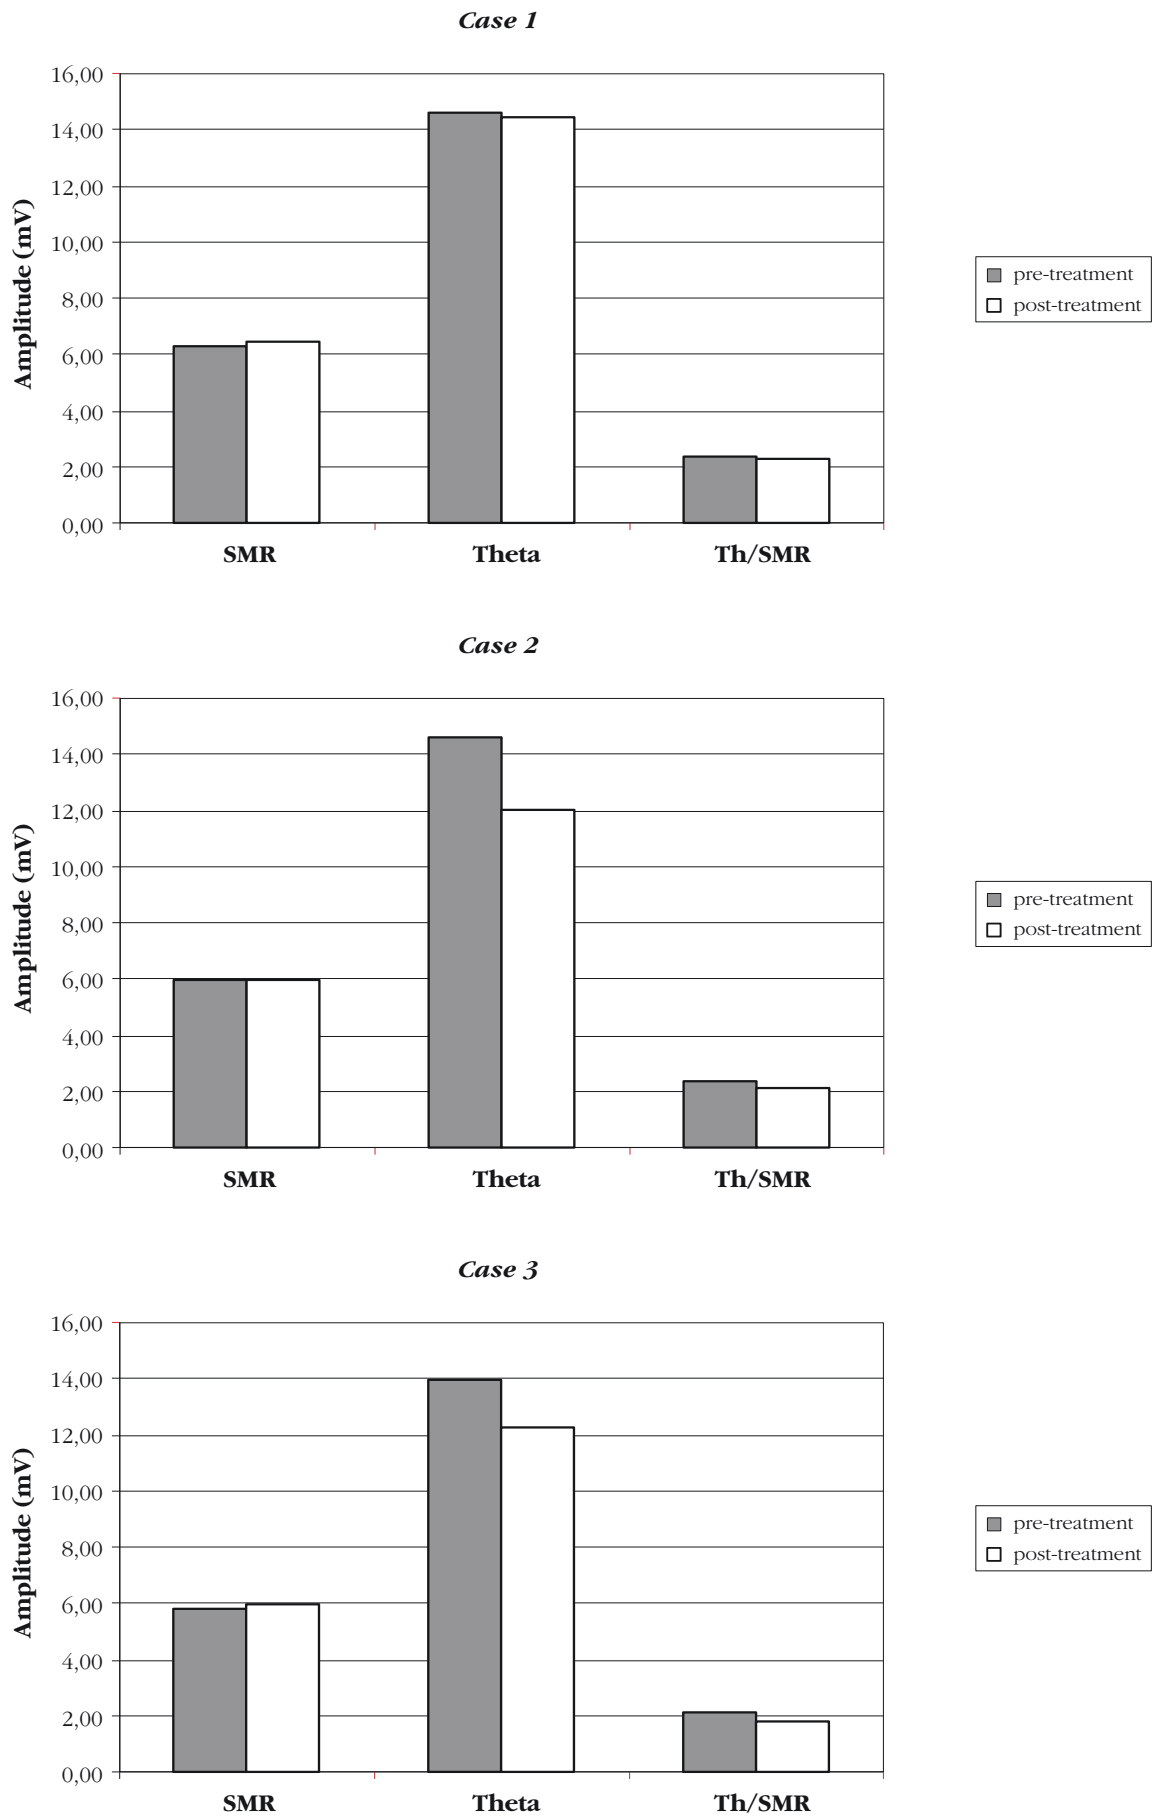 Case 1
16,00
14,00
12,00
10,00
8,00
6,00
4,00
2,00
0,00
Amplitude (mV)
SMR Theta Th/SMR
pre-treatment
post-treatment
Case 2
16,00
14,00
12,00
10,00
8,00
6,00
4,00
2,00
0,00
Amplitude (mV)
SMR Theta Th/SMR
pre-treatment
post-treatment
Case 3
16,00
14,00
12,00
10,00
8,00
6,00
4,00
2,00
0,00
Amplitude (mV)
SMR Theta Th/SMR
pre-treatment
post-treatment